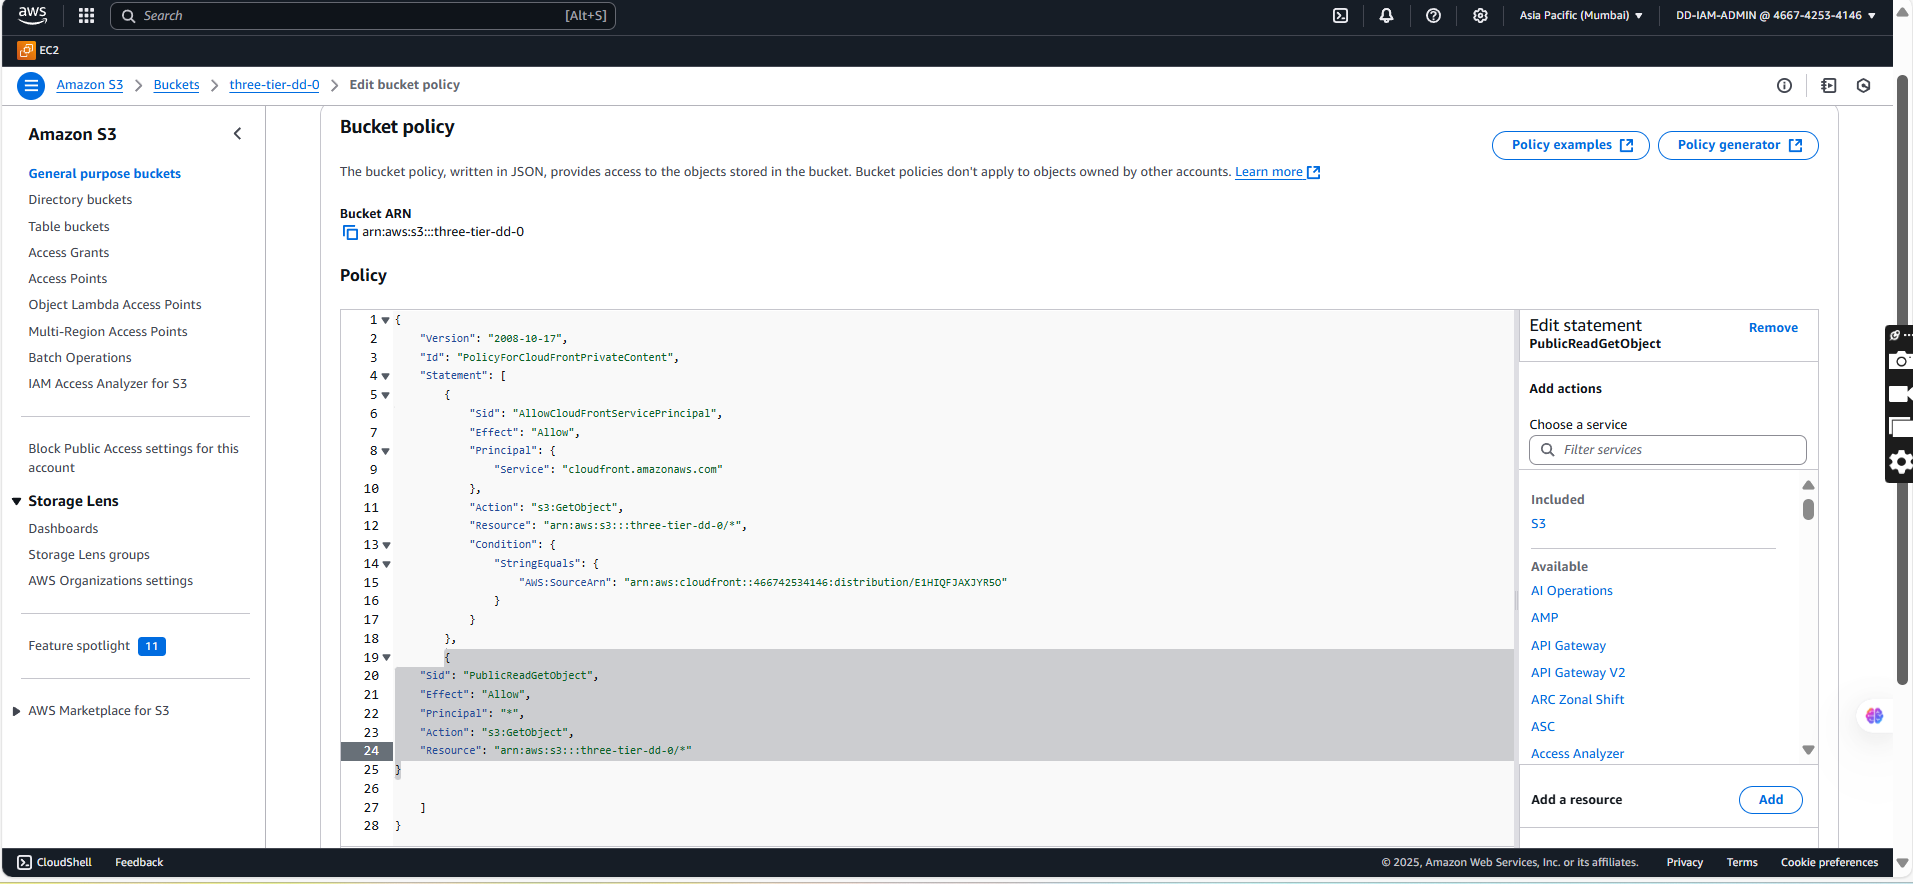 aws
Search
[Alt+S]
Asia Pacific (Mumbai)
DD-IAM-ADMIN @ 4667-4253-4146
EC2
Amazon S3
Buckets
three-tier-dd-0
Edit bucket policy
Amazon S3
General purpose buckets
Directory buckets
Table buckets
Access Grants
Access Points
Object Lambda Access Points
Multi-Region Access Points
Batch Operations
IAM Access Analyzer for S3
Block Public Access settings for this
account
Storage Lens
Dashboards
Storage Lens groups
AWS Organizations settings
Feature spotlight 11
AWS Marketplace for S3
Bucket policy
Policy examples
Policy generator
The bucket policy, written in JSON, provides access to the objects stored in the bucket. Bucket policies don't apply to objects owned by other accounts. Learn more
Bucket ARN
arn:aws:s3:::three-tier-dd-0
Policy
1 {
2 "Version": "2008-10-17",
3 "Id": "PolicyForCloudFrontPrivateContent",
4 "Statement": [
5 {
6 "Sid": "AllowCloudFrontServicePrincipal",
7 "Effect": "Allow",
8 "Principal": {
9 "Service": "cloudfront.amazonaws.com"
10 },
11 "Action": "s3:GetObject",
12 "Resource": "arn:aws:s3:::three-tier-dd-0/*",
13 "Condition": {
14 "StringEquals": {
15 "AWS:SourceArn": "arn:aws:cloudfront::466742534146:distribution/E1HIQFJAXJYR5O"
16 }
17 }
18 },
19 {
20 "Sid": "PublicReadGetObject",
21 "Effect": "Allow",
22 "Principal": "*",
23 "Action": "s3:GetObject",
24 "Resource": "arn:aws:s3:::three-tier-dd-0/*"
25 }
26
27 ]
28 }
Edit statement
Remove
PublicReadGetObject
Add actions
Choose a service
Filter services
Included
S3
Available
AI Operations
AMP
API Gateway
API Gateway V2
ARC Zonal Shift
ASC
Access Analyzer
Add a resource
Add
CloudShell
Feedback
© 2025, Amazon Web Services, Inc. or its affiliates.
Privacy
Terms
Cookie preferences